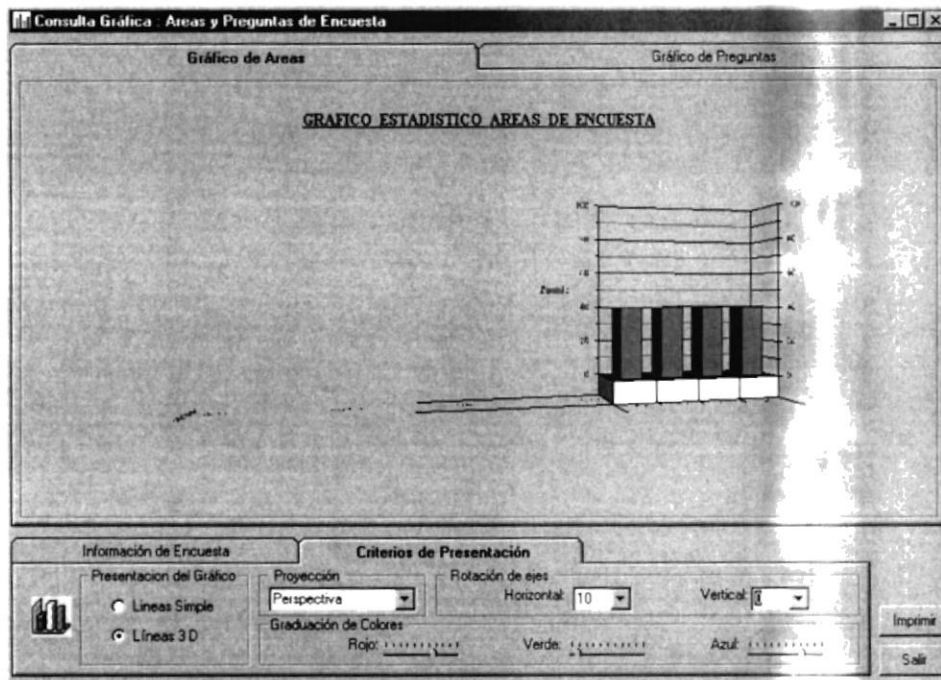 Consulta Gráfica : Areas y Preguntas de Encuesta
Gráfico de Areas
Gráfico de Preguntas
GRAFICO ESTADISTICO AREAS DE ENCUESTA
Información de Encuesta
Criterios de Presentación
Presentacion del Gráfico
Lineas Simple
Líneas 3 D
Proyección
Perspectiva
Rotación de ejes
Horizontal: 10
Vertical:
Graduación de Colores
Rojo:
Verde:
Azul:
Imprimir
Salir